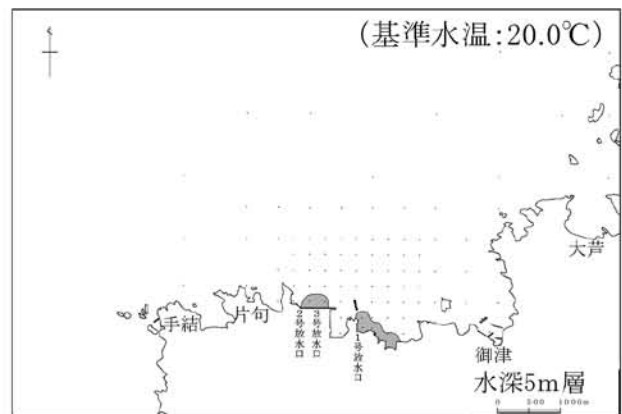 (基準水温:20.0℃)
大芦
手結
片句
2号放水口
3号放水口
1号放水口
御津
水深5m層
0 500 1000m